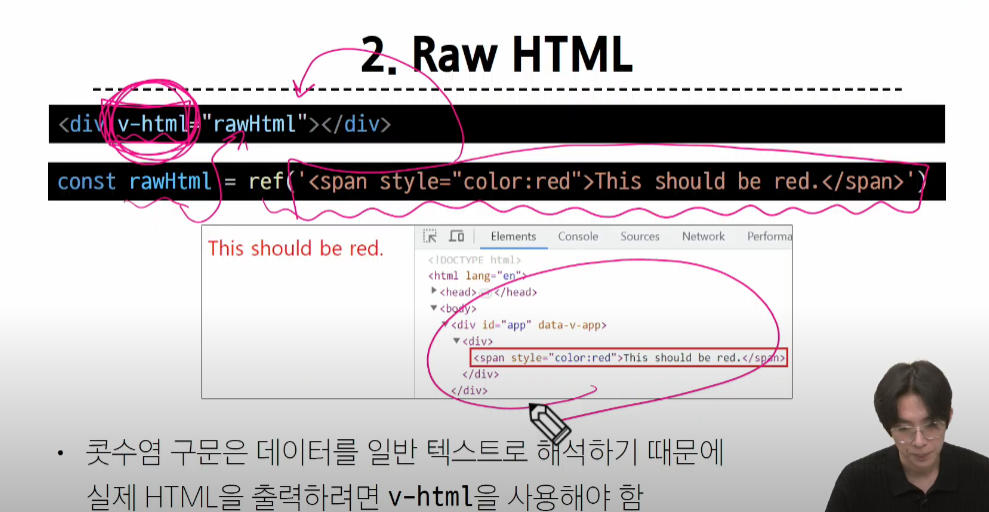 2. Raw HTML
<div v-html="rawHtml"></div>
const rawHtml = ref('<span style="color:red">This should be red.</span>')
This should be red.
Elements Console Sources Network Performa
<!DOCTYPE html>
<html lang="en">
<head> </head>
<body>
<div id="app" data-v-app>
<div>
<span style="color:red">This should be red.</span>
</div>
</div>
• 콧수염 구문은 데이터를 일반 텍스트로 해석하기 때문에
실제 HTML을 출력하려면 v-html을 사용해야 함